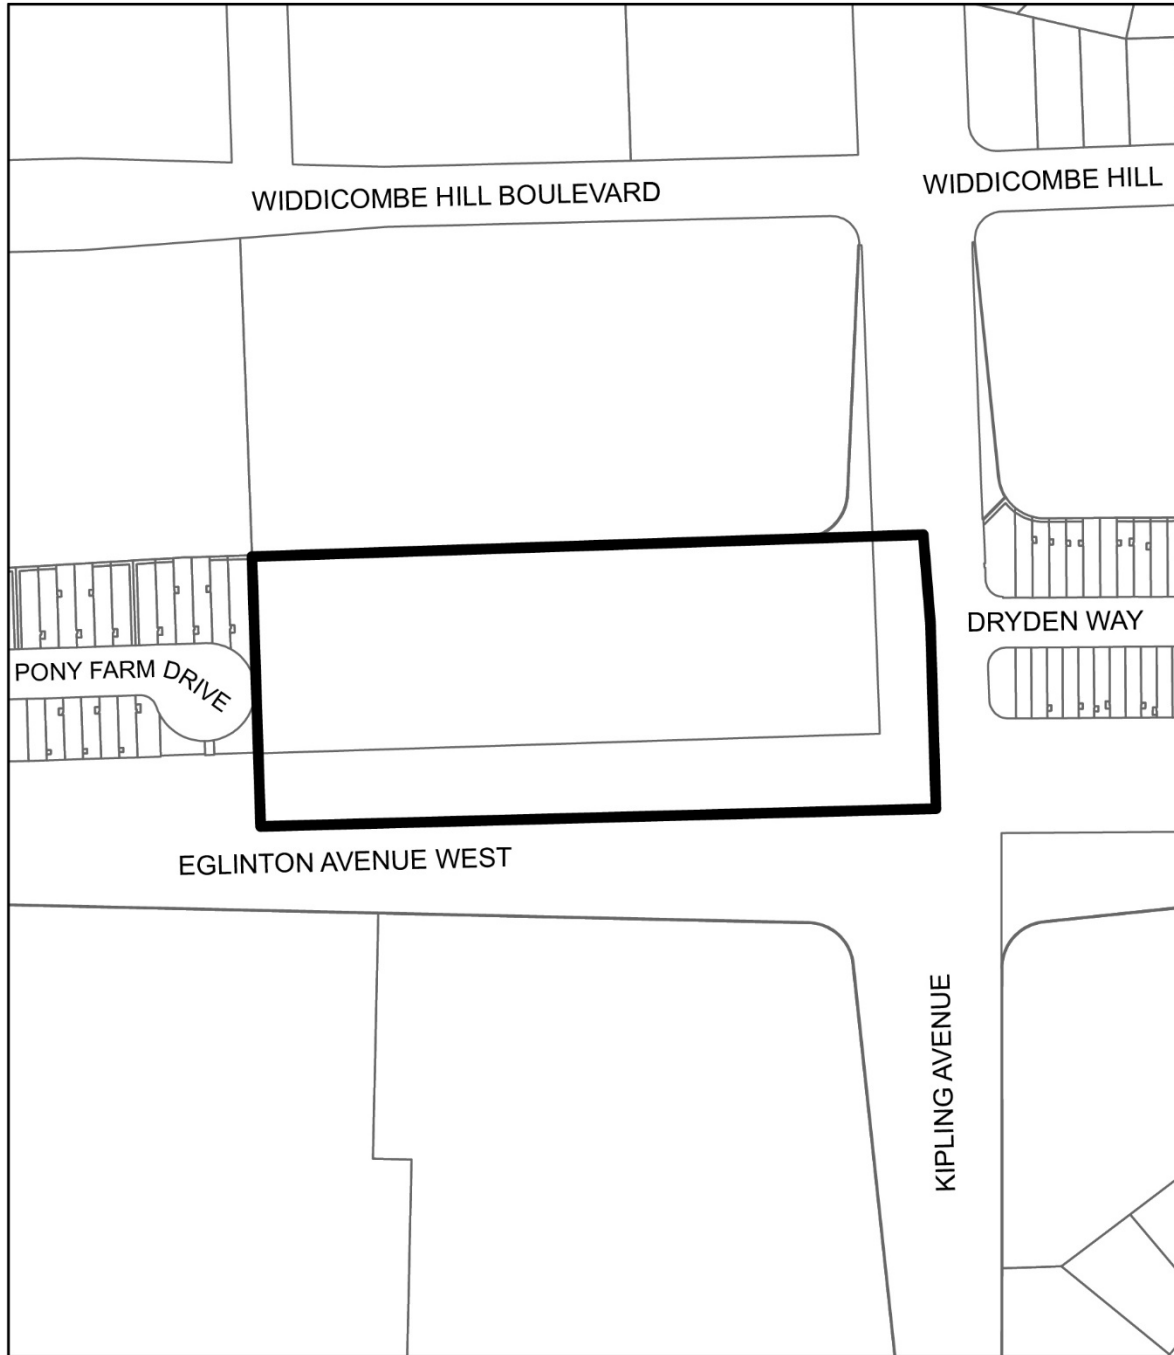 WIDDICOMBE HILL BOULEVARD
WIDDICOMBE HILL
DRYDEN WAY
PONY FARM DRIVE
EGLINTON AVENUE WEST
KIPLING AVENUE